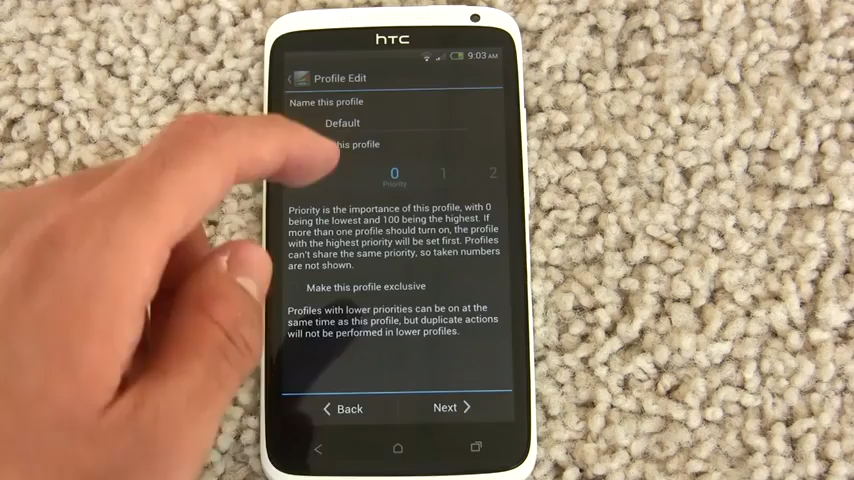 hTC
9:03 AM
Profile Edit
Name this profile
Default
this profile
0 1 2
Priority
Priority is the importance of this profile, with 0
being the lowest and 100 being the highest. If
more than one profile should turn on, the profile
with the highest priority will be set first. Profiles
can't share the same priority, so taken numbers
are not shown.
Make this profile exclusive
Profiles with lower priorities can be on at the
same time as this profile, but duplicate actions
will not be performed in lower profiles.
Back Next